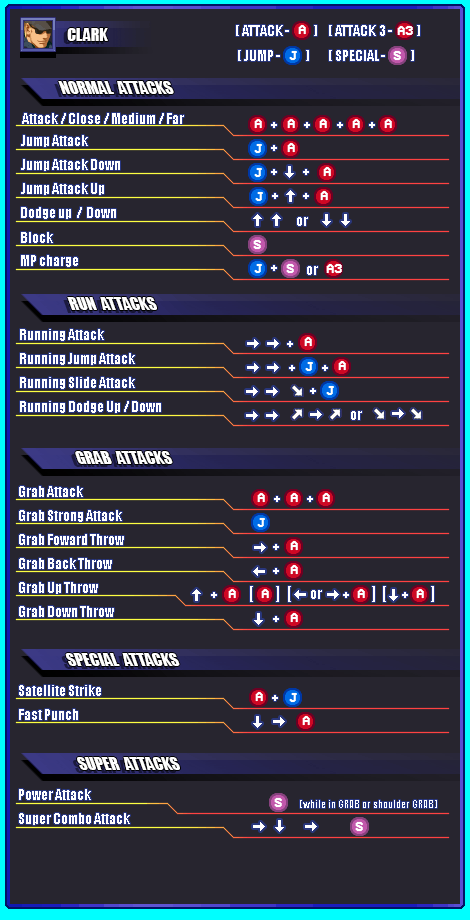 CLARK
[ ATTACK - A ] [ ATTACK 3 - A3 ]
[ JUMP - J ] [ SPECIAL - S ]
NORMAL ATTACKS
Attack / Close / Medium / Far A + A + A + A + A
Jump Attack J + A
Jump Attack Down J + ↓ + A
Jump Attack Up J + ↑ + A
Dodge up / Down ↑ ↑ or ↓ ↓
Block S
MP charge J + S or A3
RUN ATTACKS
Running Attack → → + A
Running Jump Attack → → + J + A
Running Slide Attack → → ↘ + J
Running Dodge Up / Down → → ↗ → ↗ or ↘ → ↘
GRAB ATTACKS
Grab Attack A + A + A
Grab Strong Attack J
Grab Foward Throw → + A
Grab Back Throw ← + A
Grab Up Throw ↑ + A [ A ] [ ← or → + A ] [ ↓ + A ]
Grab Down Throw ↓ + A
SPECIAL ATTACKS
Satellite Strike A + J
Fast Punch ↓ → A
SUPER ATTACKS
Power Attack S [while in GRAB or shoulder GRAB]
Super Combo Attack → ↓ → S